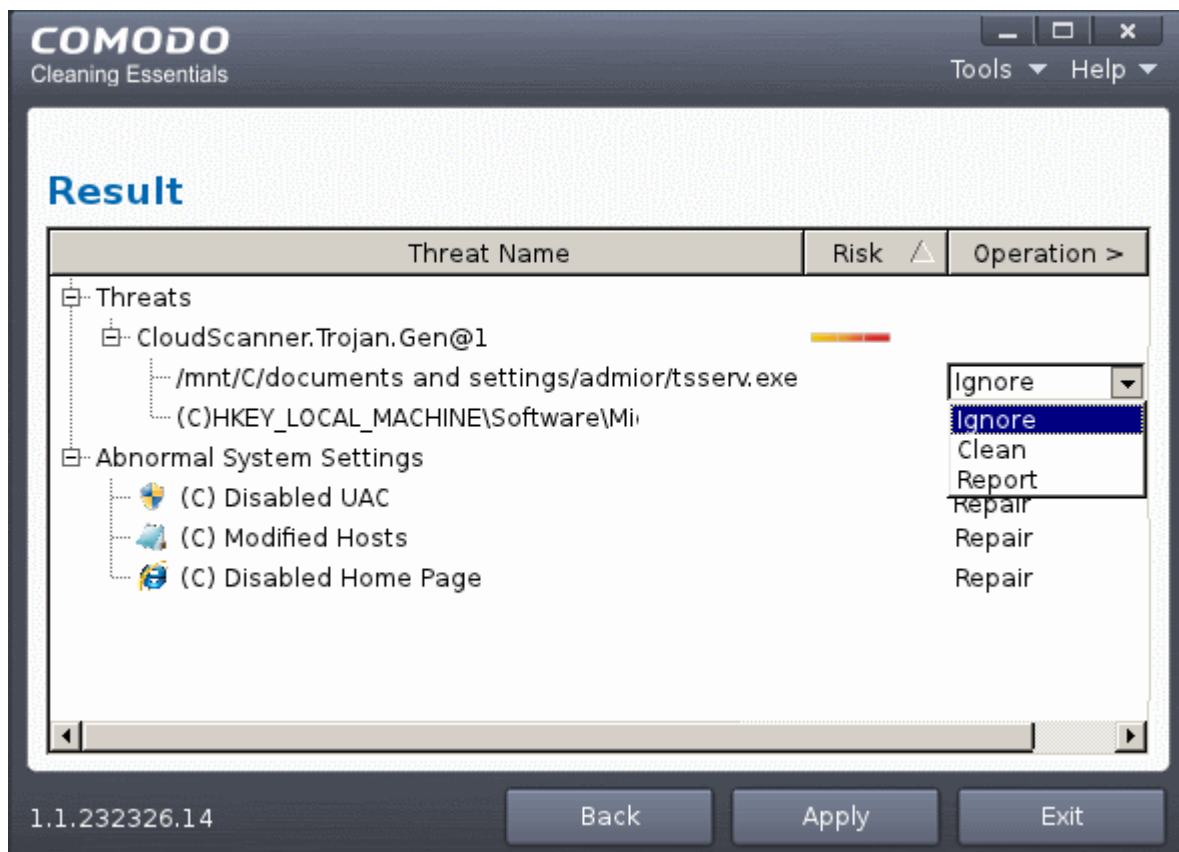 COMODO
Cleaning Essentials
Tools Help
Result
Threat Name Risk Operation >
Threats
CloudScanner.Trojan.Gen@1
/mnt/C/documents and settings/admior/tsserv.exe Ignore
(C)HKEY_LOCAL_MACHINE\Software\Mi
Ignore
Clean
Report
Abnormal System Settings
(C) Disabled UAC Repair
(C) Modified Hosts Repair
(C) Disabled Home Page Repair
1.1.232326.14 Back Apply Exit